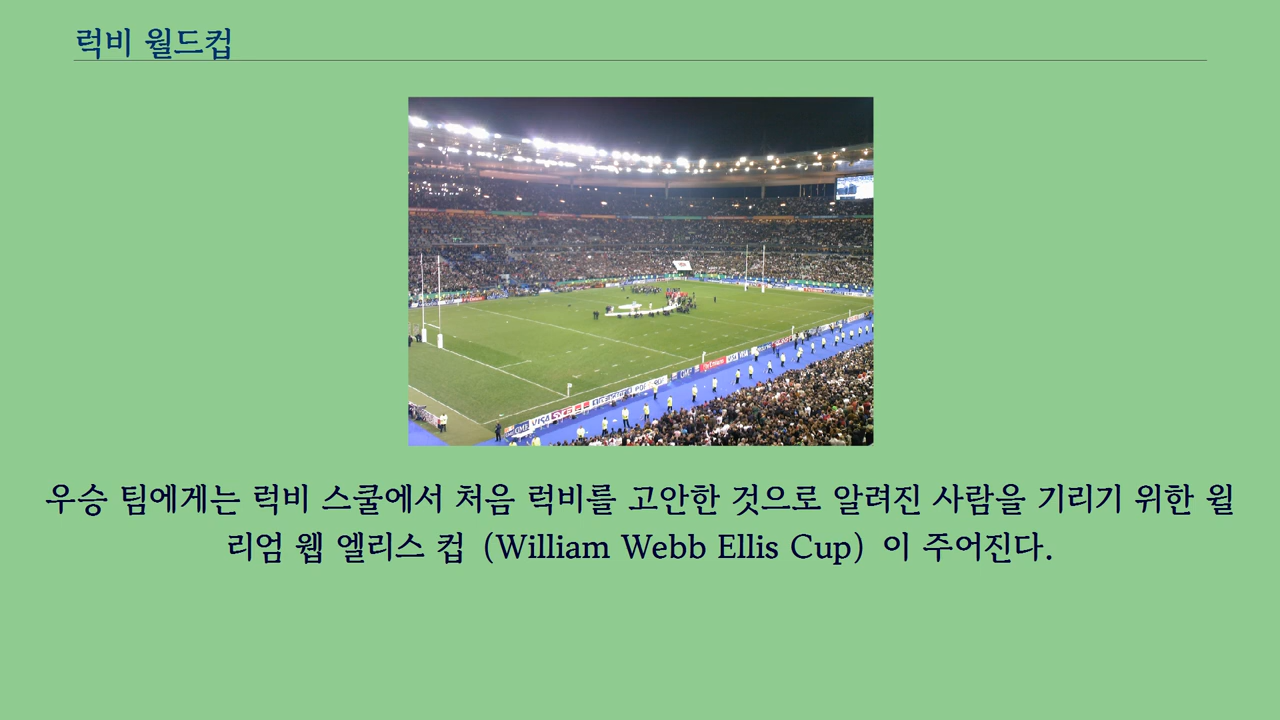 럭비 월드컵
우승 팀에게는 럭비 스쿨에서 처음 럭비를 고안한 것으로 알려진 사람을 기리기 위한 윌
리엄 웹 엘리스 컵 (William Webb Ellis Cup) 이 주어진다.